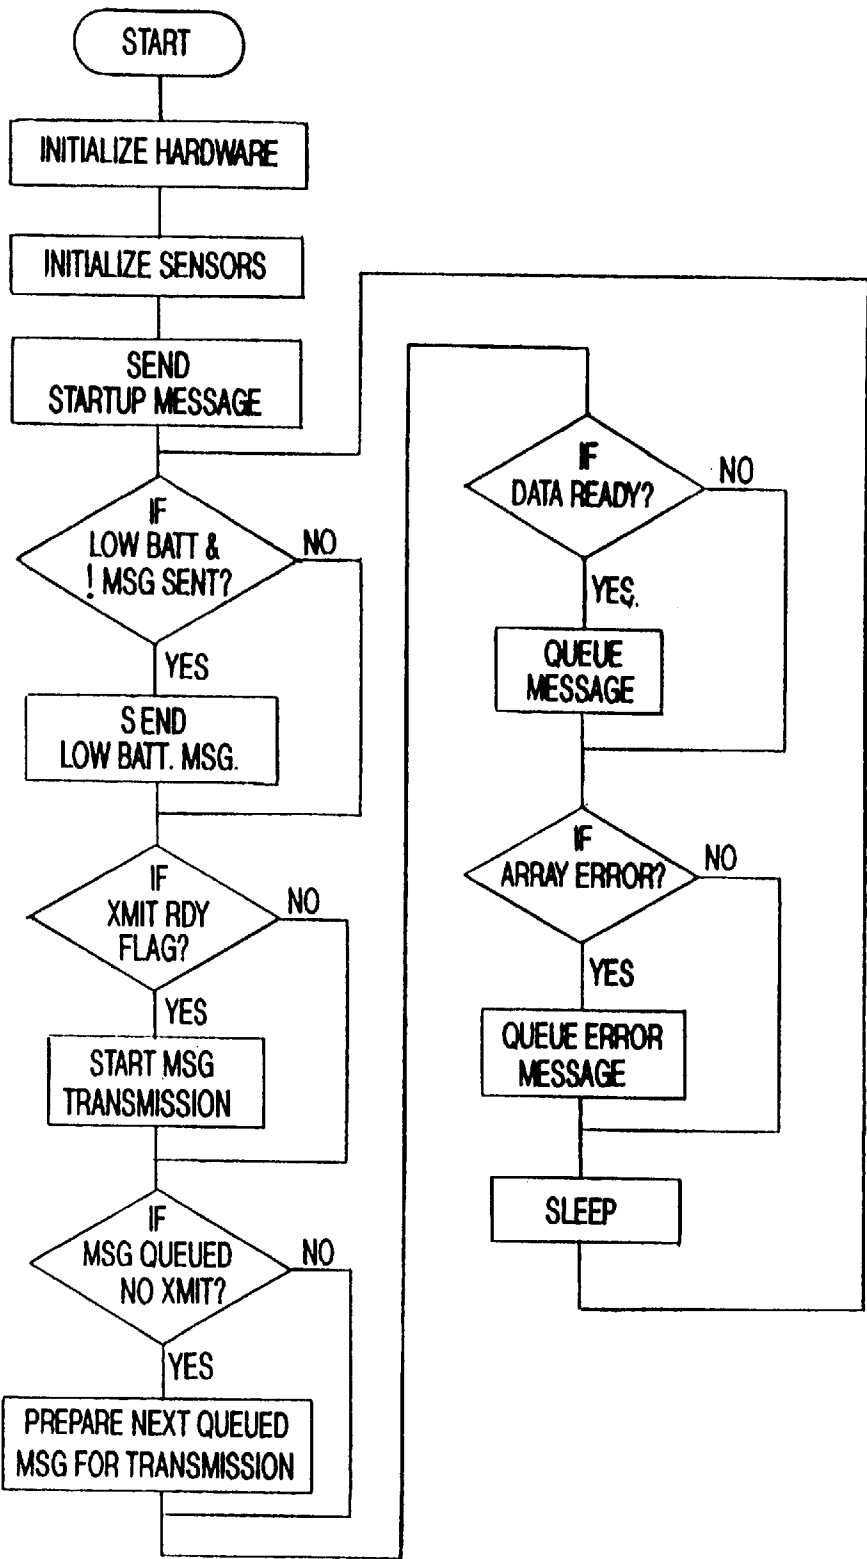 START
INITIALIZE HARDWARE
INITIALIZE SENSORS
SEND
STARTUP MESSAGE
IF
LOW BATT &
! MSG SENT?
NO
YES
SEND
LOW BATT. MSG.
IF
XMIT RDY
FLAG?
NO
YES
START MSG
TRANSMISSION
IF
MSG QUEUED
NO XMIT?
NO
YES
PREPARE NEXT QUEUED
MSG FOR TRANSMISSION
IF
DATA READY?
NO
YES
QUEUE
MESSAGE
IF
ARRAY ERROR?
NO
YES
QUEUE ERROR
MESSAGE
SLEEP